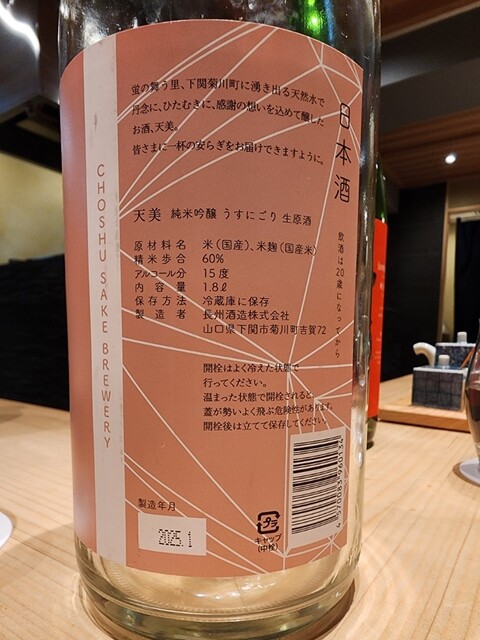 蛍の舞う里、下関菊川町に湧き出る天然水で
丹念に、ひたむきに、感謝の想いを込めて醸した
お酒、天美。
皆さまに一杯の安らぎをお届けできますように。
日本酒
飲酒は20歳になってから
CHOSHU SAKE BREWERY
天美 純米吟醸 うすにごり 生原酒
原材料名 米(国産)、米麹(国産米)
精米歩合 60%
アルコール分 15度
内容量 1.8ℓ
保存方法 冷蔵庫に保存
製造者 長州酒造株式会社
山口県下関市菊川町吉賀72
開栓はよく冷えた状態で
行ってください。
温まった状態で開栓されると、
蓋が勢いよく飛ぶ危険性があります。
開栓後は立てて保存してください。
製造年月
2025.1
プラ
キャップ
(中栓)
4570083960134